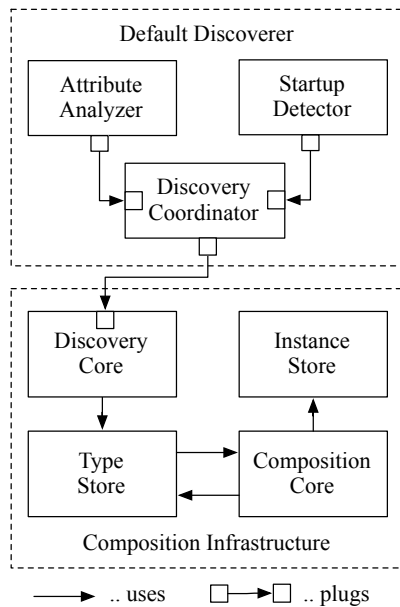 Default Discoverer
Attribute
Analyzer
Startup
Detector
Discovery
Coordinator
Discovery
Core
Instance
Store
Type
Store
Composition
Core
Composition Infrastructure
.. uses
.. plugs